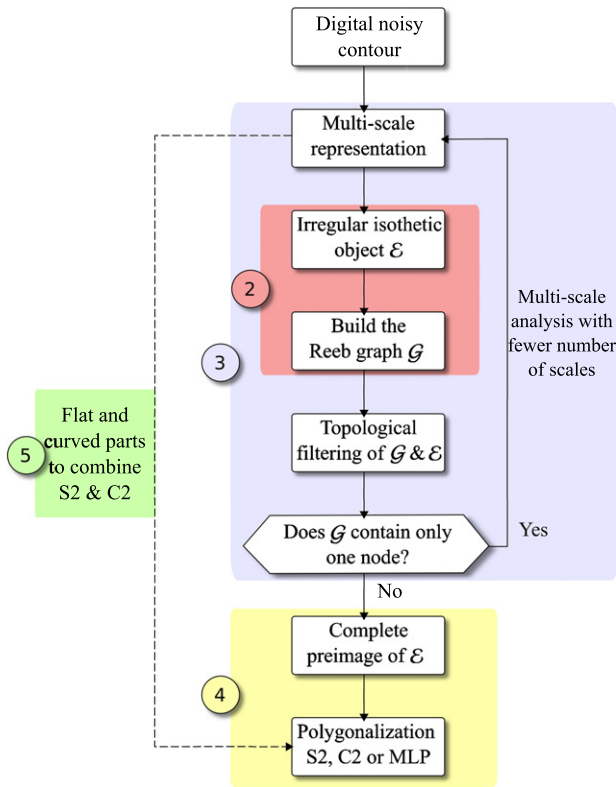 Digital noisy
contour
Multi-scale
representation
Irregular isothetic
object ℰ
2
Build the
Reeb graph 𝒢
Multi-scale
analysis with
fewer number
of scales
3
Topological
filtering of 𝒢 & ℰ
Flat and
curved parts
to combine
S2 & C2
5
Does 𝒢 contain only
one node?
Yes
No
Complete
preimage of ℰ
4
Polygonalization
S2, C2 or MLP